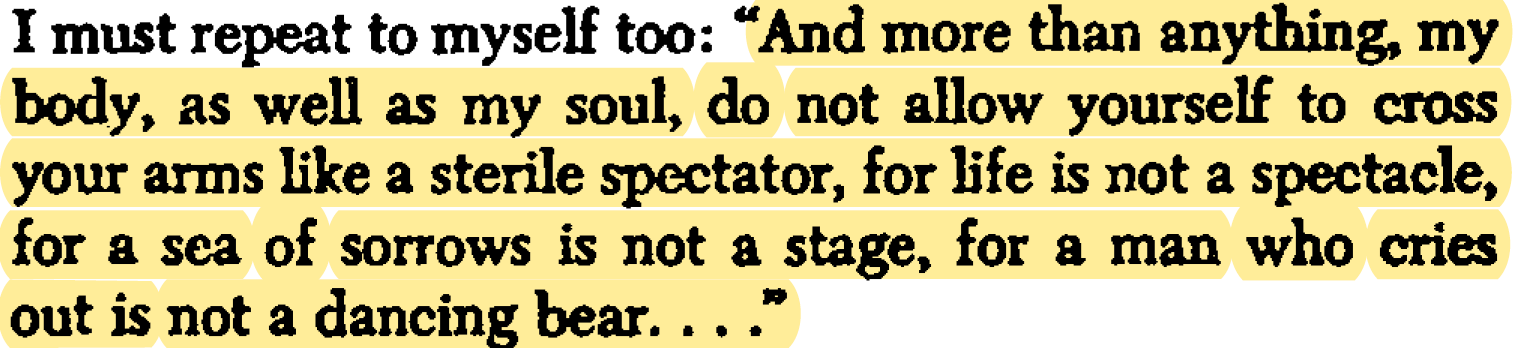 I must repeat to myself too: “And more than anything, my
body, as well as my soul, do not allow yourself to cross
your arms like a sterile spectator, for life is not a spectacle,
for a sea of sorrows is not a stage, for a man who cries
out is not a dancing bear. . . .”